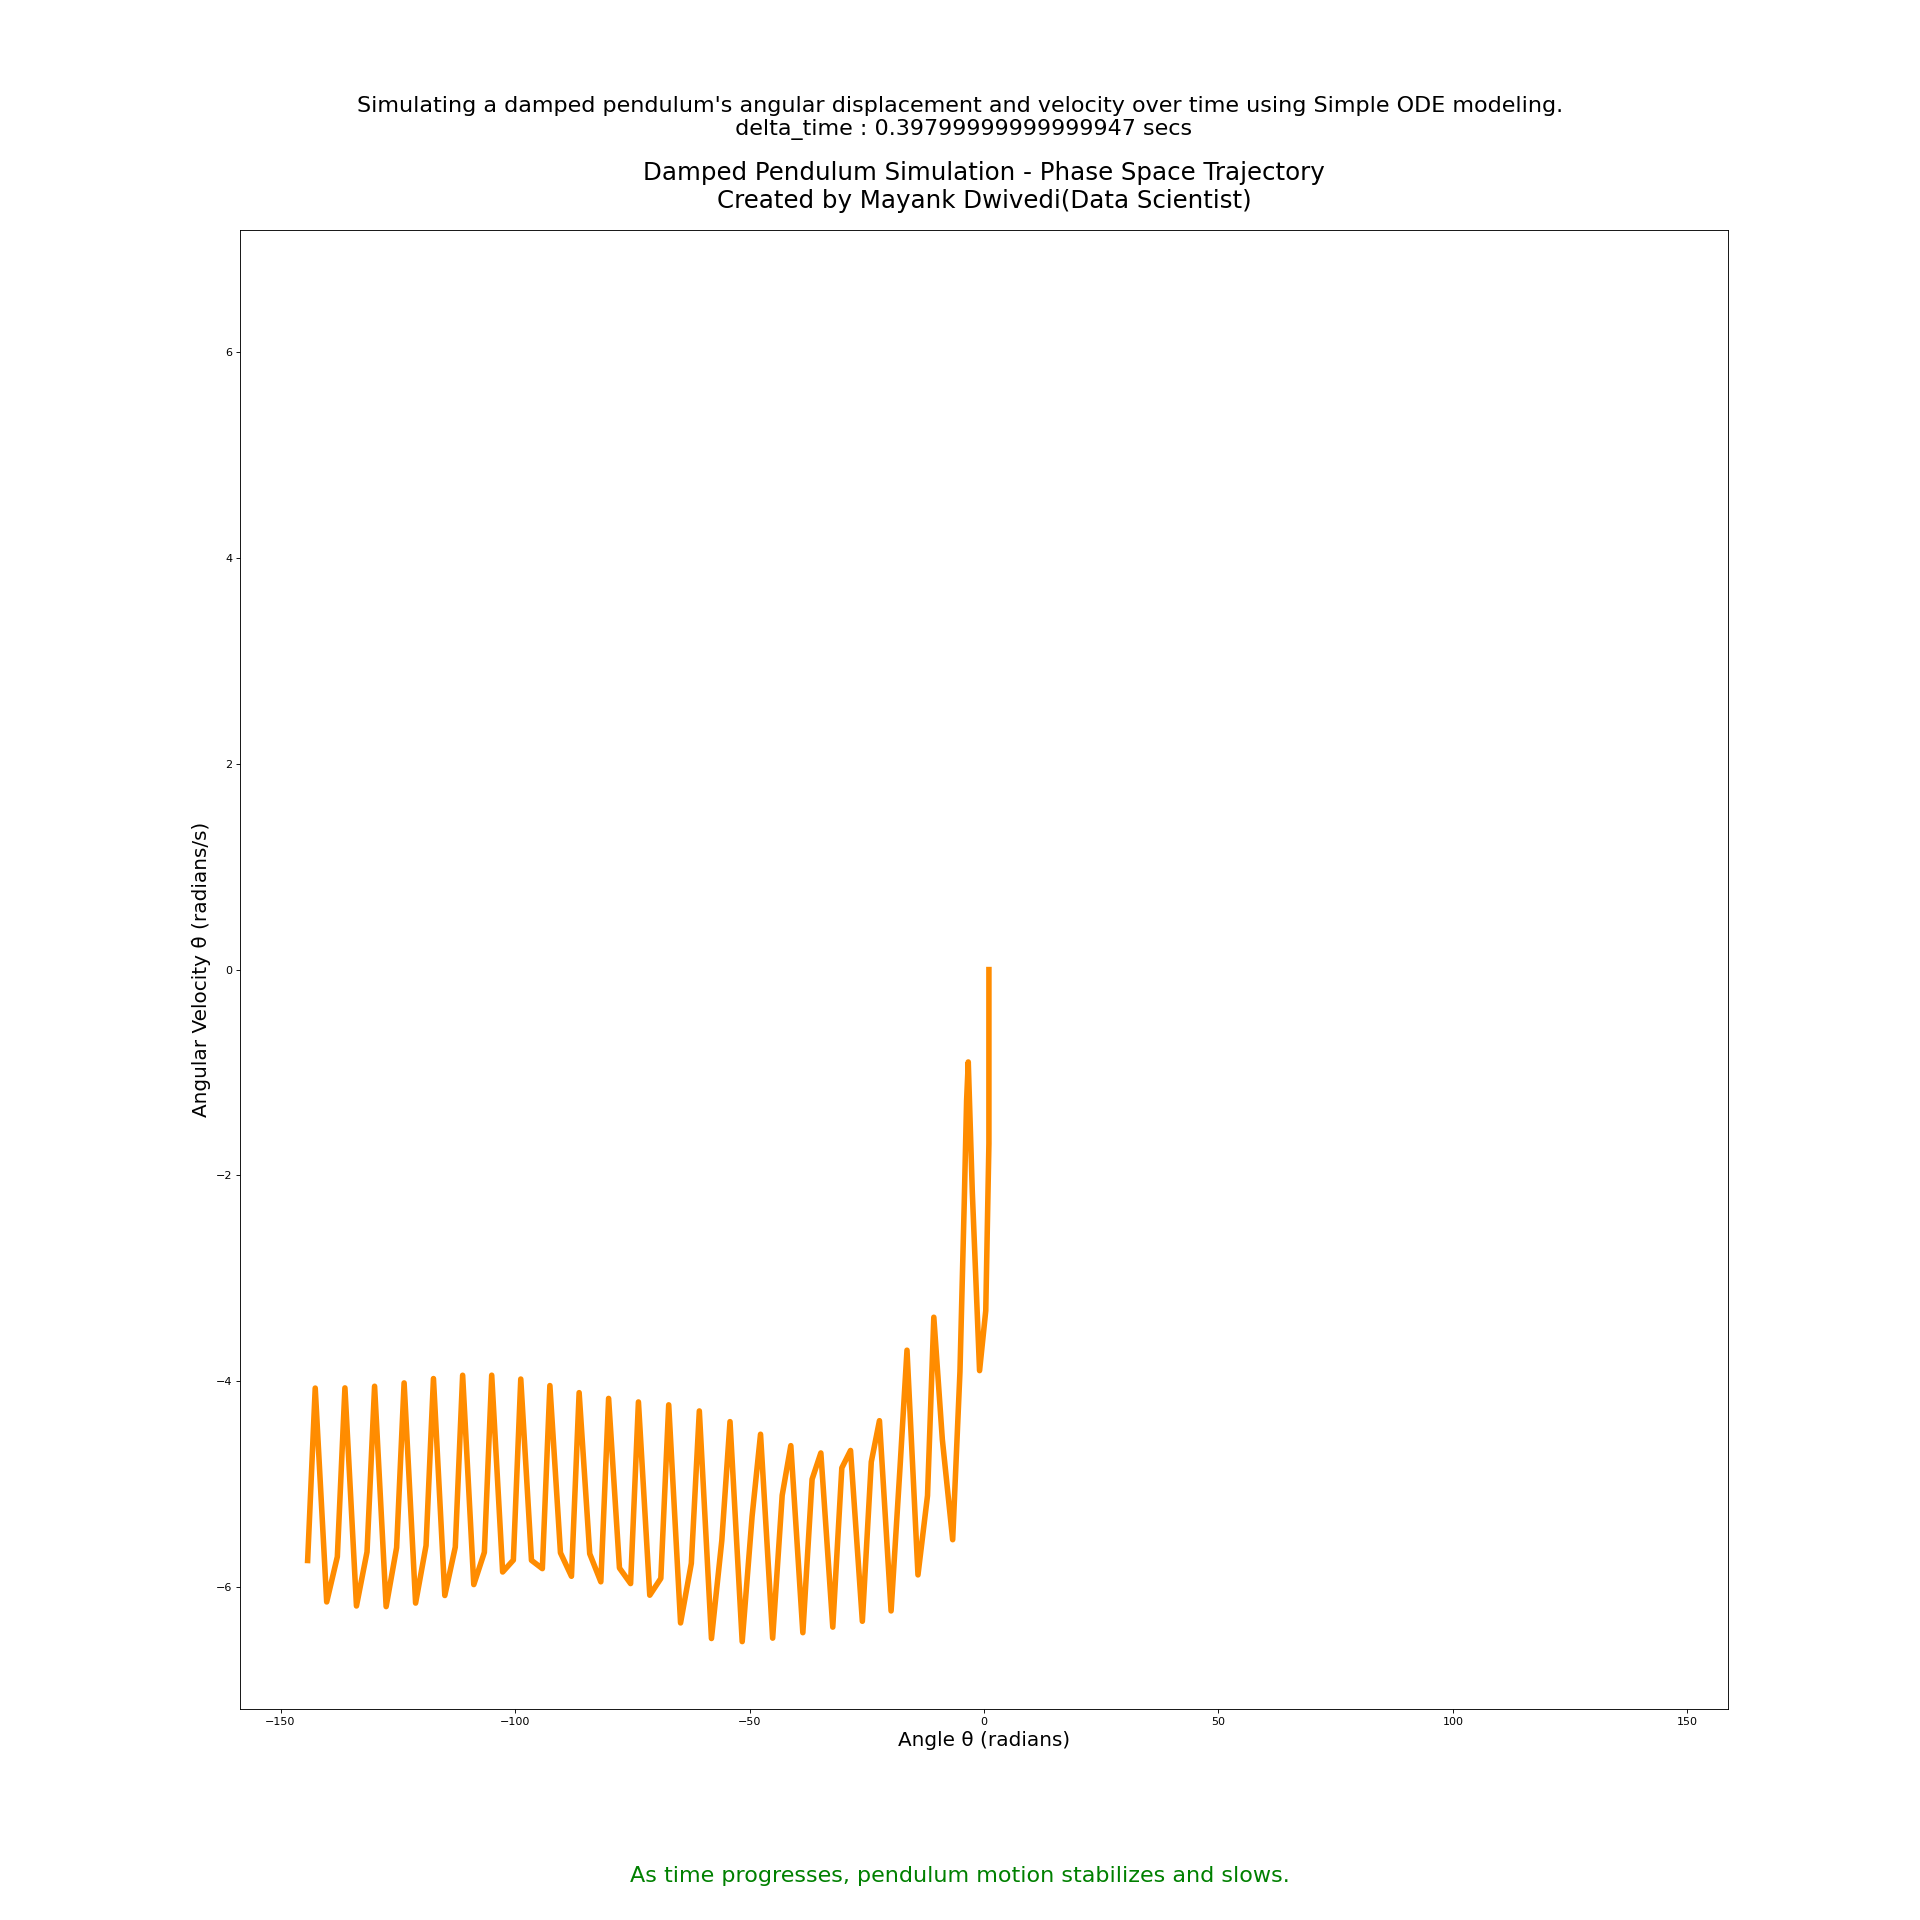 Simulating a damped pendulum's angular displacement and velocity over time using Simple ODE modeling.
delta_time : 0.39799999999999947 secs
Damped Pendulum Simulation - Phase Space Trajectory
Created by Mayank Dwivedi(Data Scientist)
6
4
2
0
−2
−4
−6
Angular Velocity θ (radians/s)
−150
−100
−50
0
50
100
150
Angle θ (radians)
As time progresses, pendulum motion stabilizes and slows.